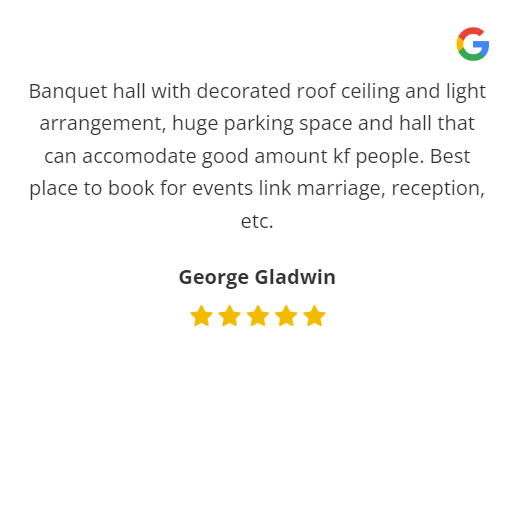 Banquet hall with decorated roof ceiling and light
arrangement, huge parking space and hall that
can accomodate good amount kf people. Best
place to book for events link marriage, reception,
etc.
George Gladwin